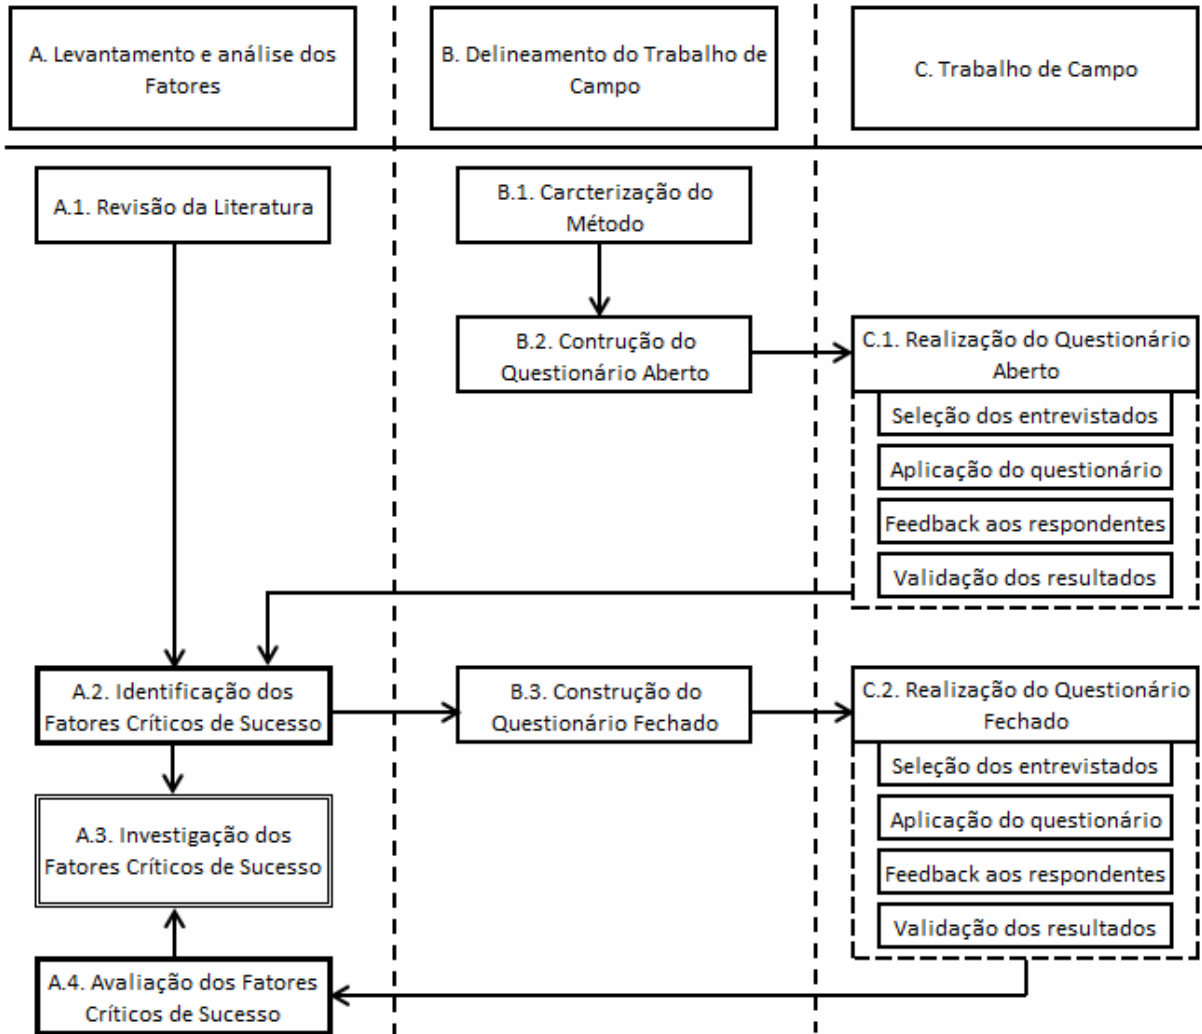 A. Levantamento e análise dos
Fatores
B. Delineamento do Trabalho de
Campo
C. Trabalho de Campo
A.1. Revisão da Literatura
B.1. Carcterização do
Método
B.2. Contrução do
Questionário Aberto
C.1. Realização do Questionário
Aberto
Seleção dos entrevistados
Aplicação do questionário
Feedback aos respondentes
Validação dos resultados
A.2. Identificação dos
Fatores Críticos de Sucesso
B.3. Construção do
Questionário Fechado
C.2. Realização do Questionário
Fechado
Seleção dos entrevistados
Aplicação do questionário
Feedback aos respondentes
Validação dos resultados
A.3. Investigação dos
Fatores Críticos de Sucesso
A.4. Avaliação dos Fatores
Críticos de Sucesso